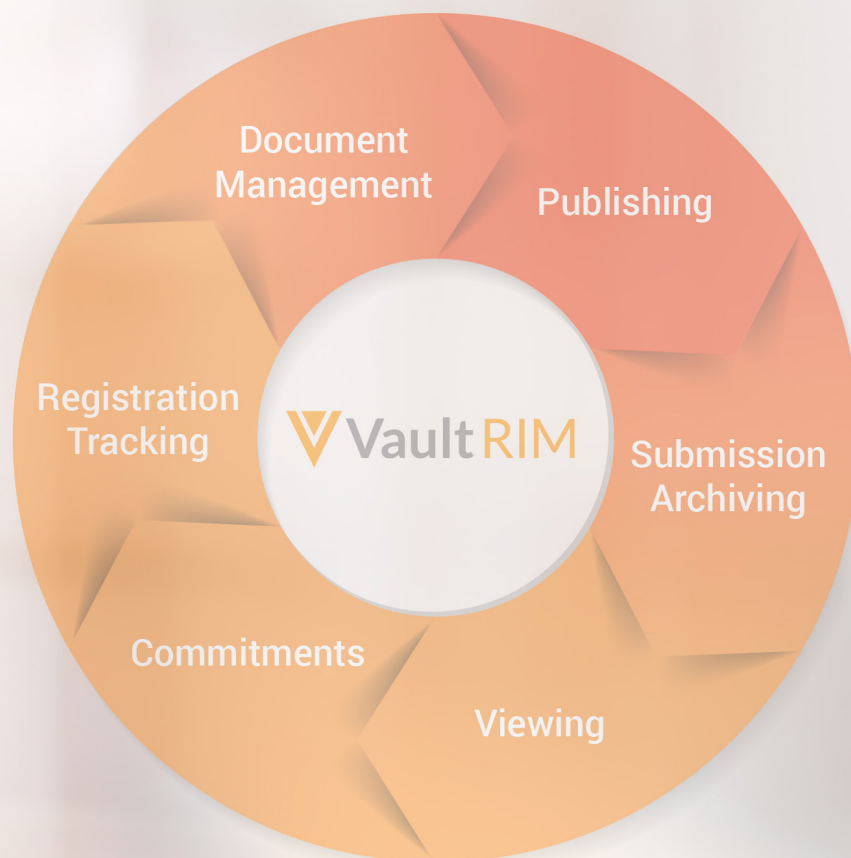 Document
Management
Publishing
Submission
Archiving
Viewing
Commitments
Registration
Tracking
Vault RIM